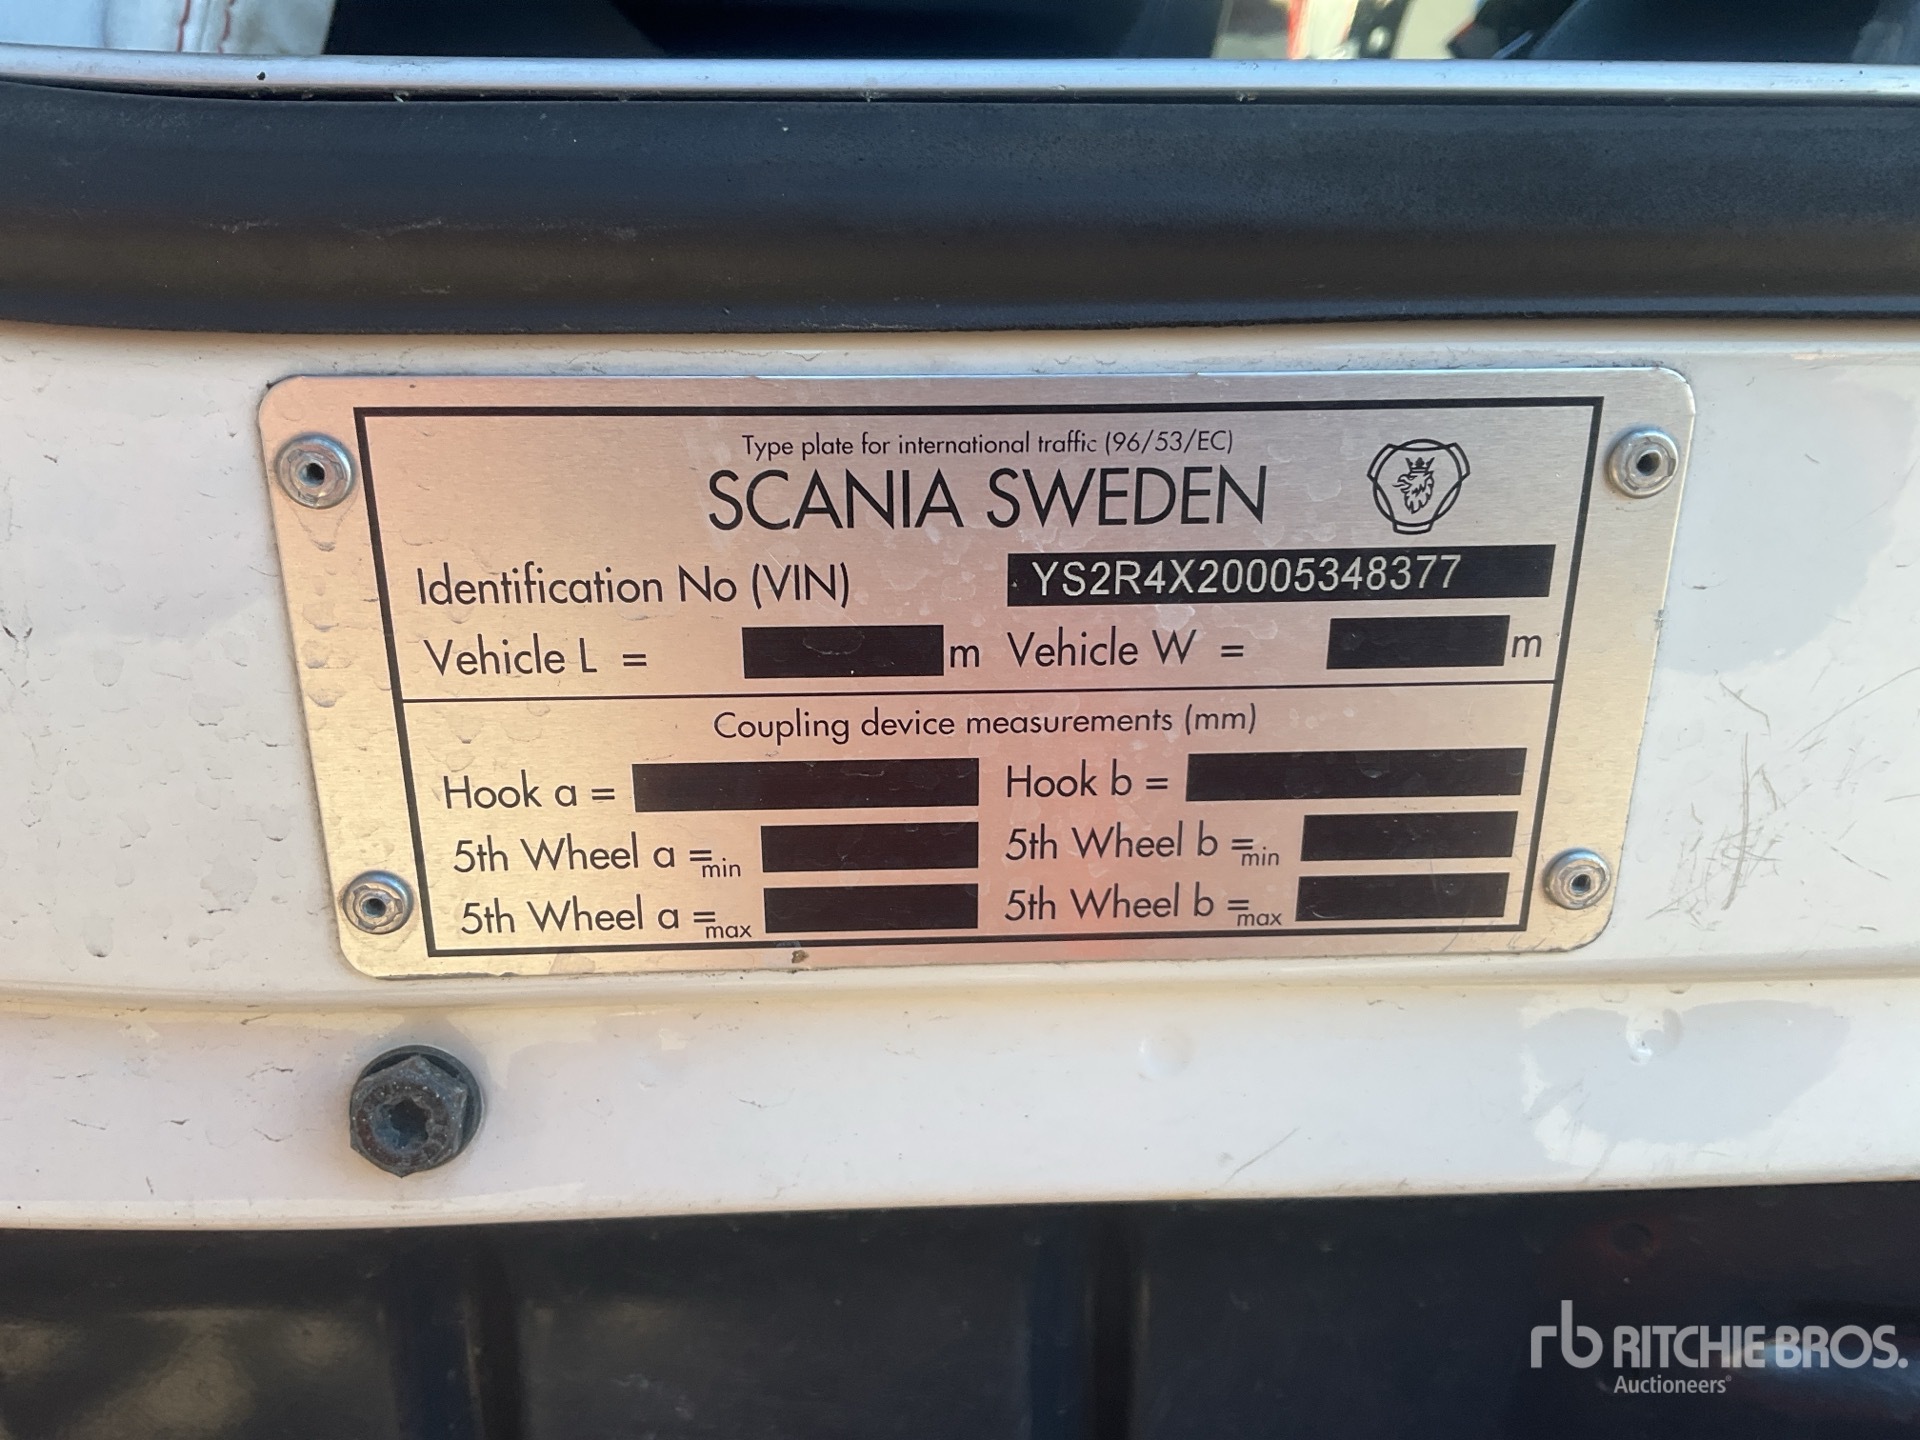 Type plate for international traffic (96/53/EC)
SCANIA SWEDEN
Identification No (VIN) YS2R4X20005348377
Vehicle L = m Vehicle W = m
Coupling device measurements (mm)
Hook a = Hook b =
5th Wheel a =min 5th Wheel b =min
5th Wheel a =max 5th Wheel b =max
rb RITCHIE BROS.
Auctioneers®